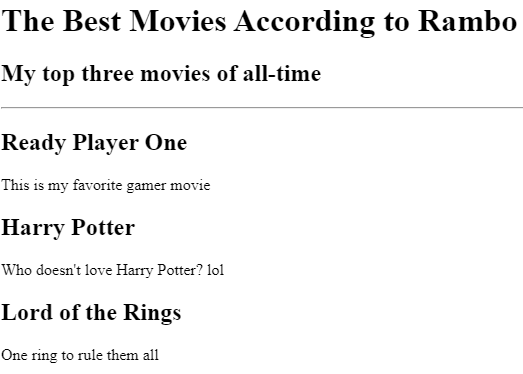 The Best Movies According to Rambo
My top three movies of all-time
Ready Player One
This is my favorite gamer movie
Harry Potter
Who doesn't love Harry Potter? lol
Lord of the Rings
One ring to rule them all